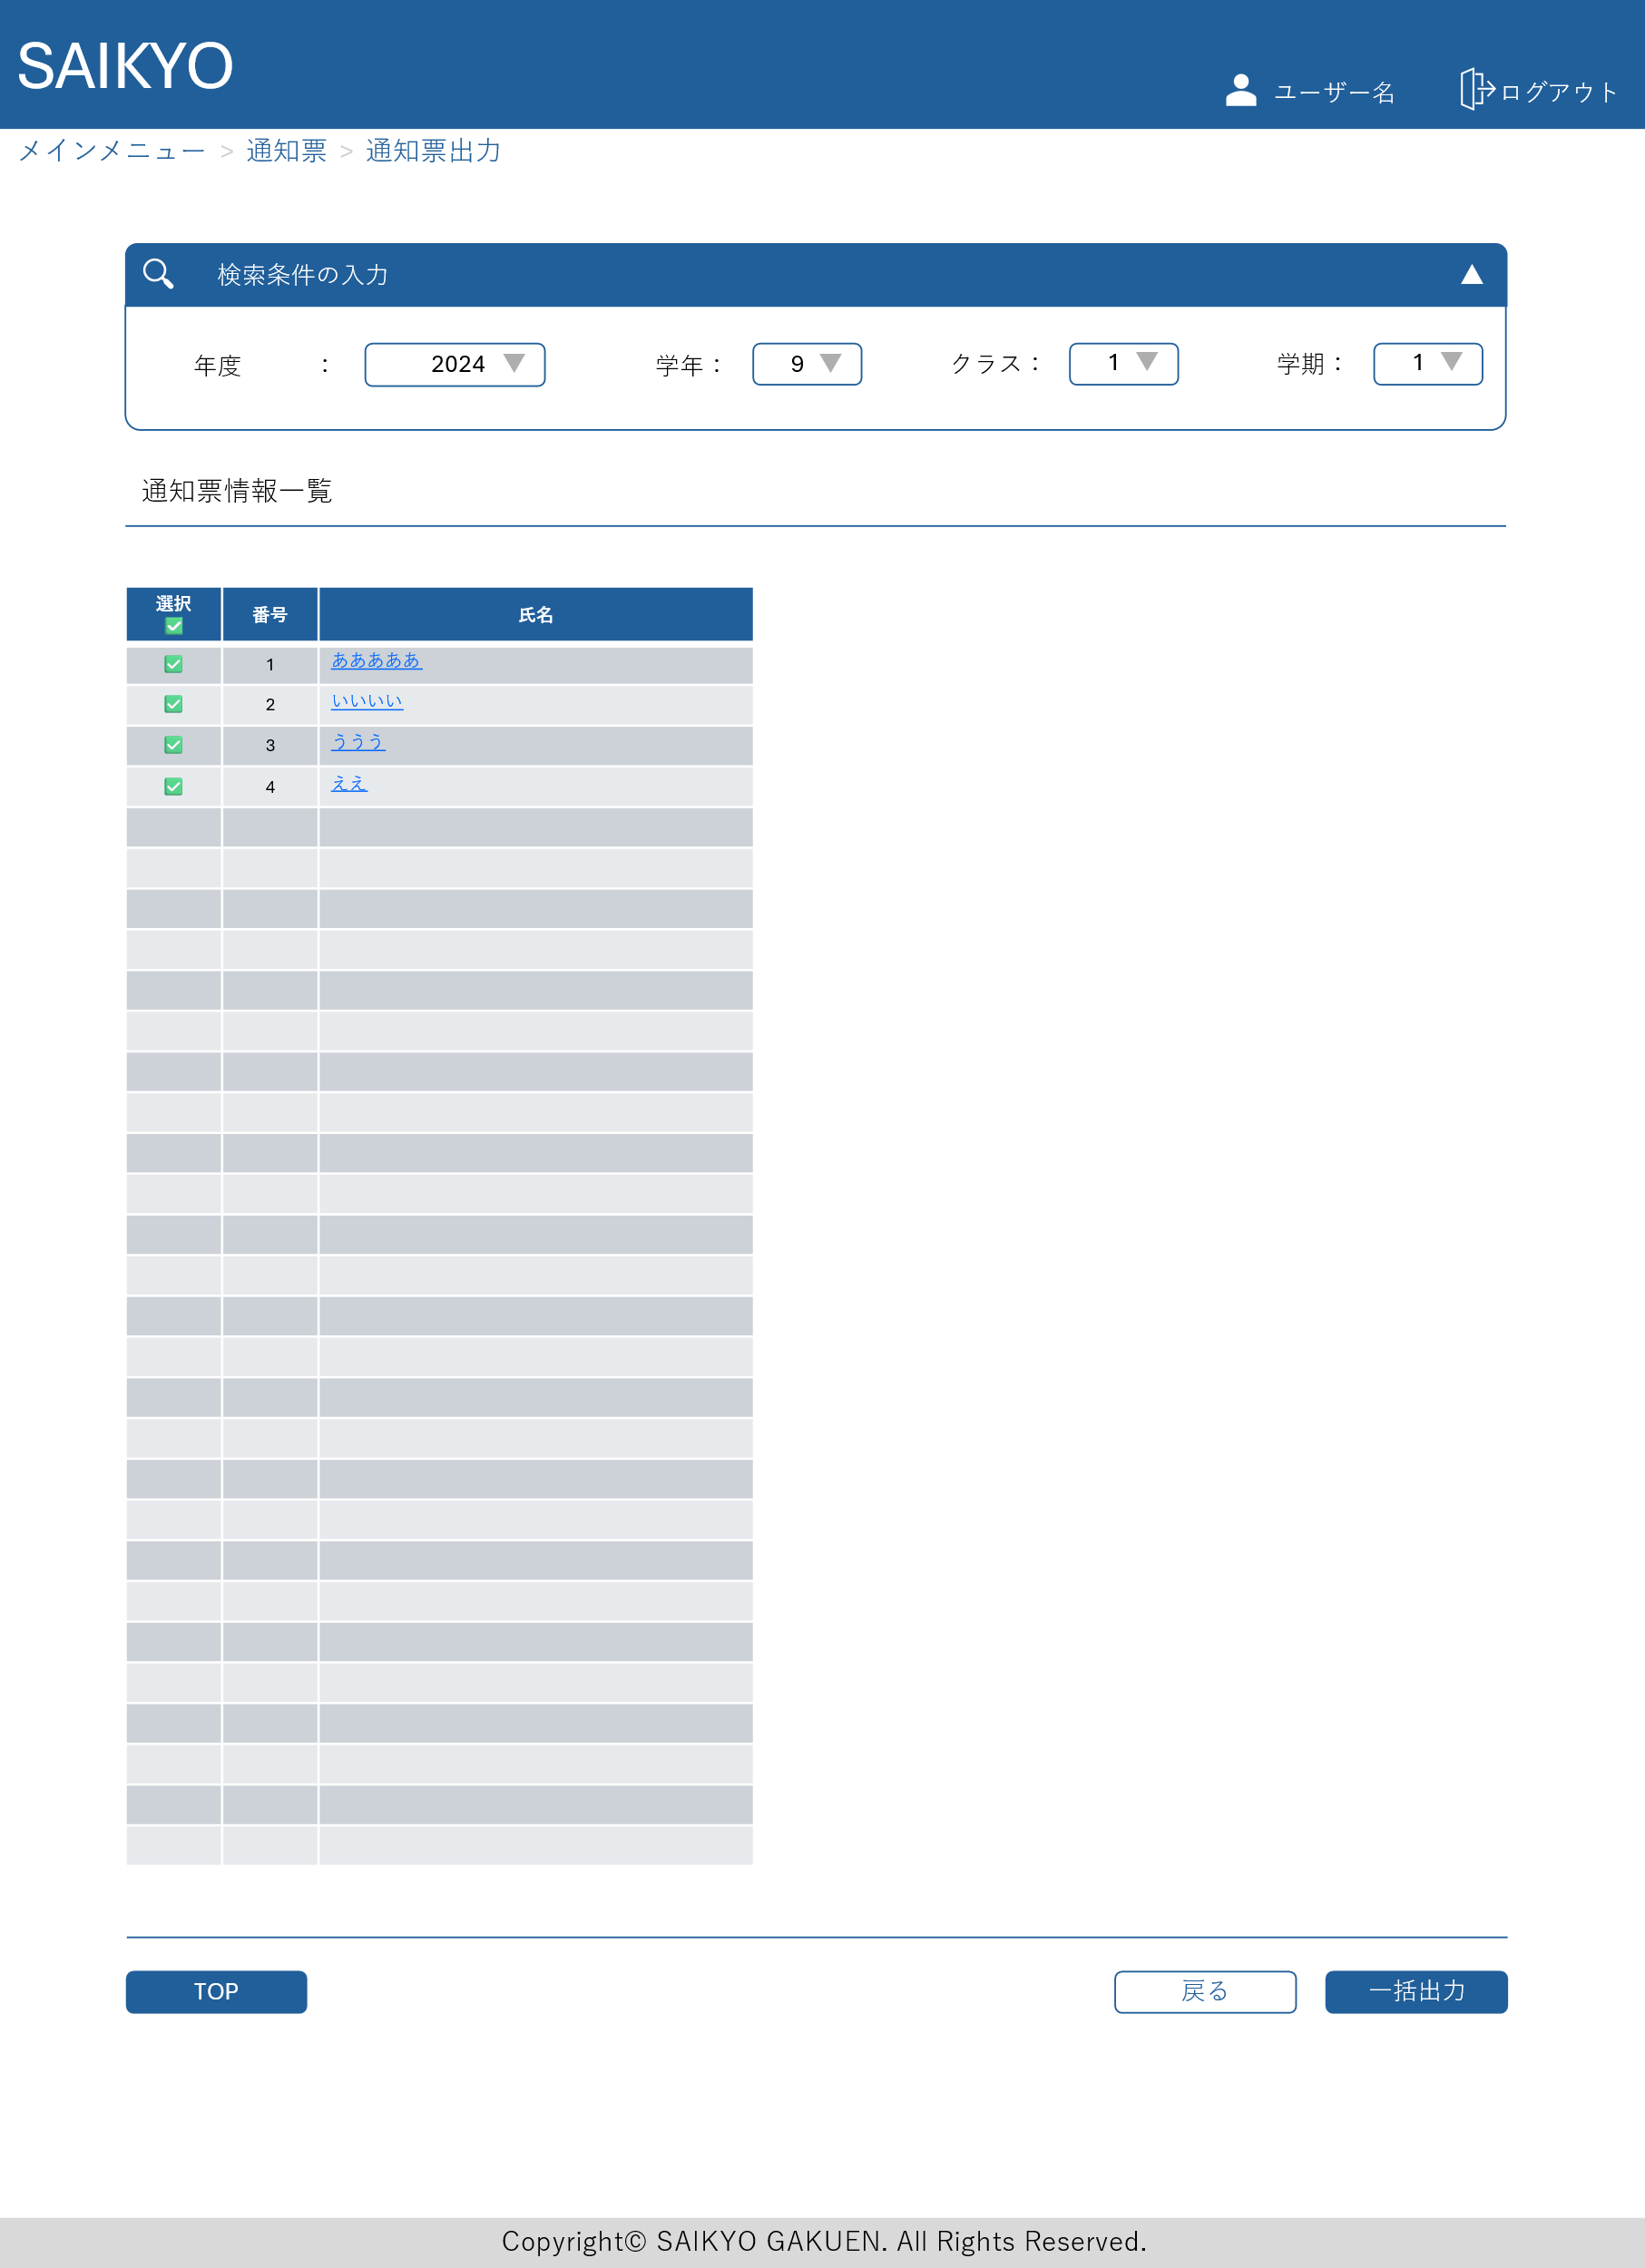 SAIKYO
ユーザー名 ログアウト
メインメニュー > 通知票 > 通知票出力
検索条件の入力 ▲
年度 : 2024 ▼ 学年： 9 ▼ クラス： 1 ▼ 学期： 1 ▼
通知票情報一覧
選択 番号 氏名
1 あああああ
2 いいいい
3 ううう
4 ええ
TOP 戻る 一括出力
Copyright© SAIKYO GAKUEN. All Rights Reserved.